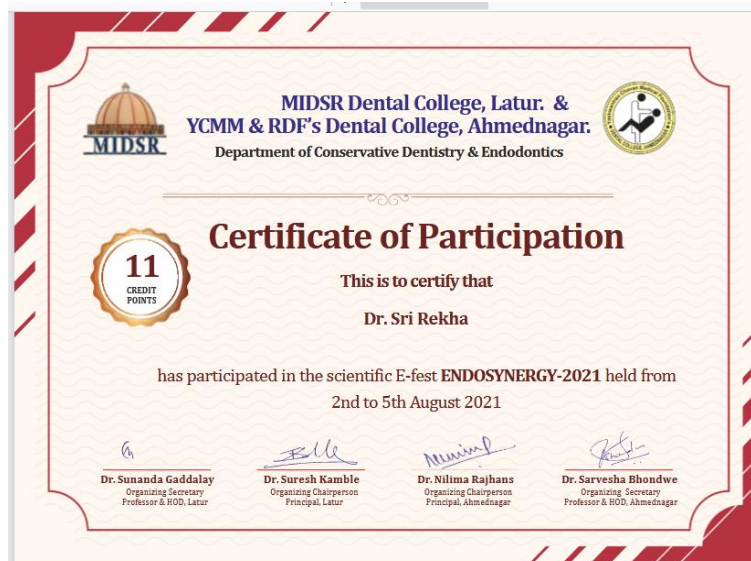 MIDSR Dental College, Latur. &
YCMM & RDF's Dental College, Ahmednagar.
Department of Conservative Dentistry & Endodontics
MIDSR
Certificate of Participation
11
CREDIT
POINTS
This is to certify that
Dr. Sri Rekha
has participated in the scientific E-fest ENDOSYNERGY-2021 held from
2nd to 5th August 2021
Dr. Sunanda Gaddalay
Organizing Secretary
Professor & HOD, Latur
Dr. Suresh Kamble
Organizing Chairperson
Principal, Latur
Dr. Nilima Rajhans
Organizing Chairperson
Principal, Ahmednagar
Dr. Sarvesha Bhondwe
Organizing Secretary
Professor & HOD, Ahmednagar